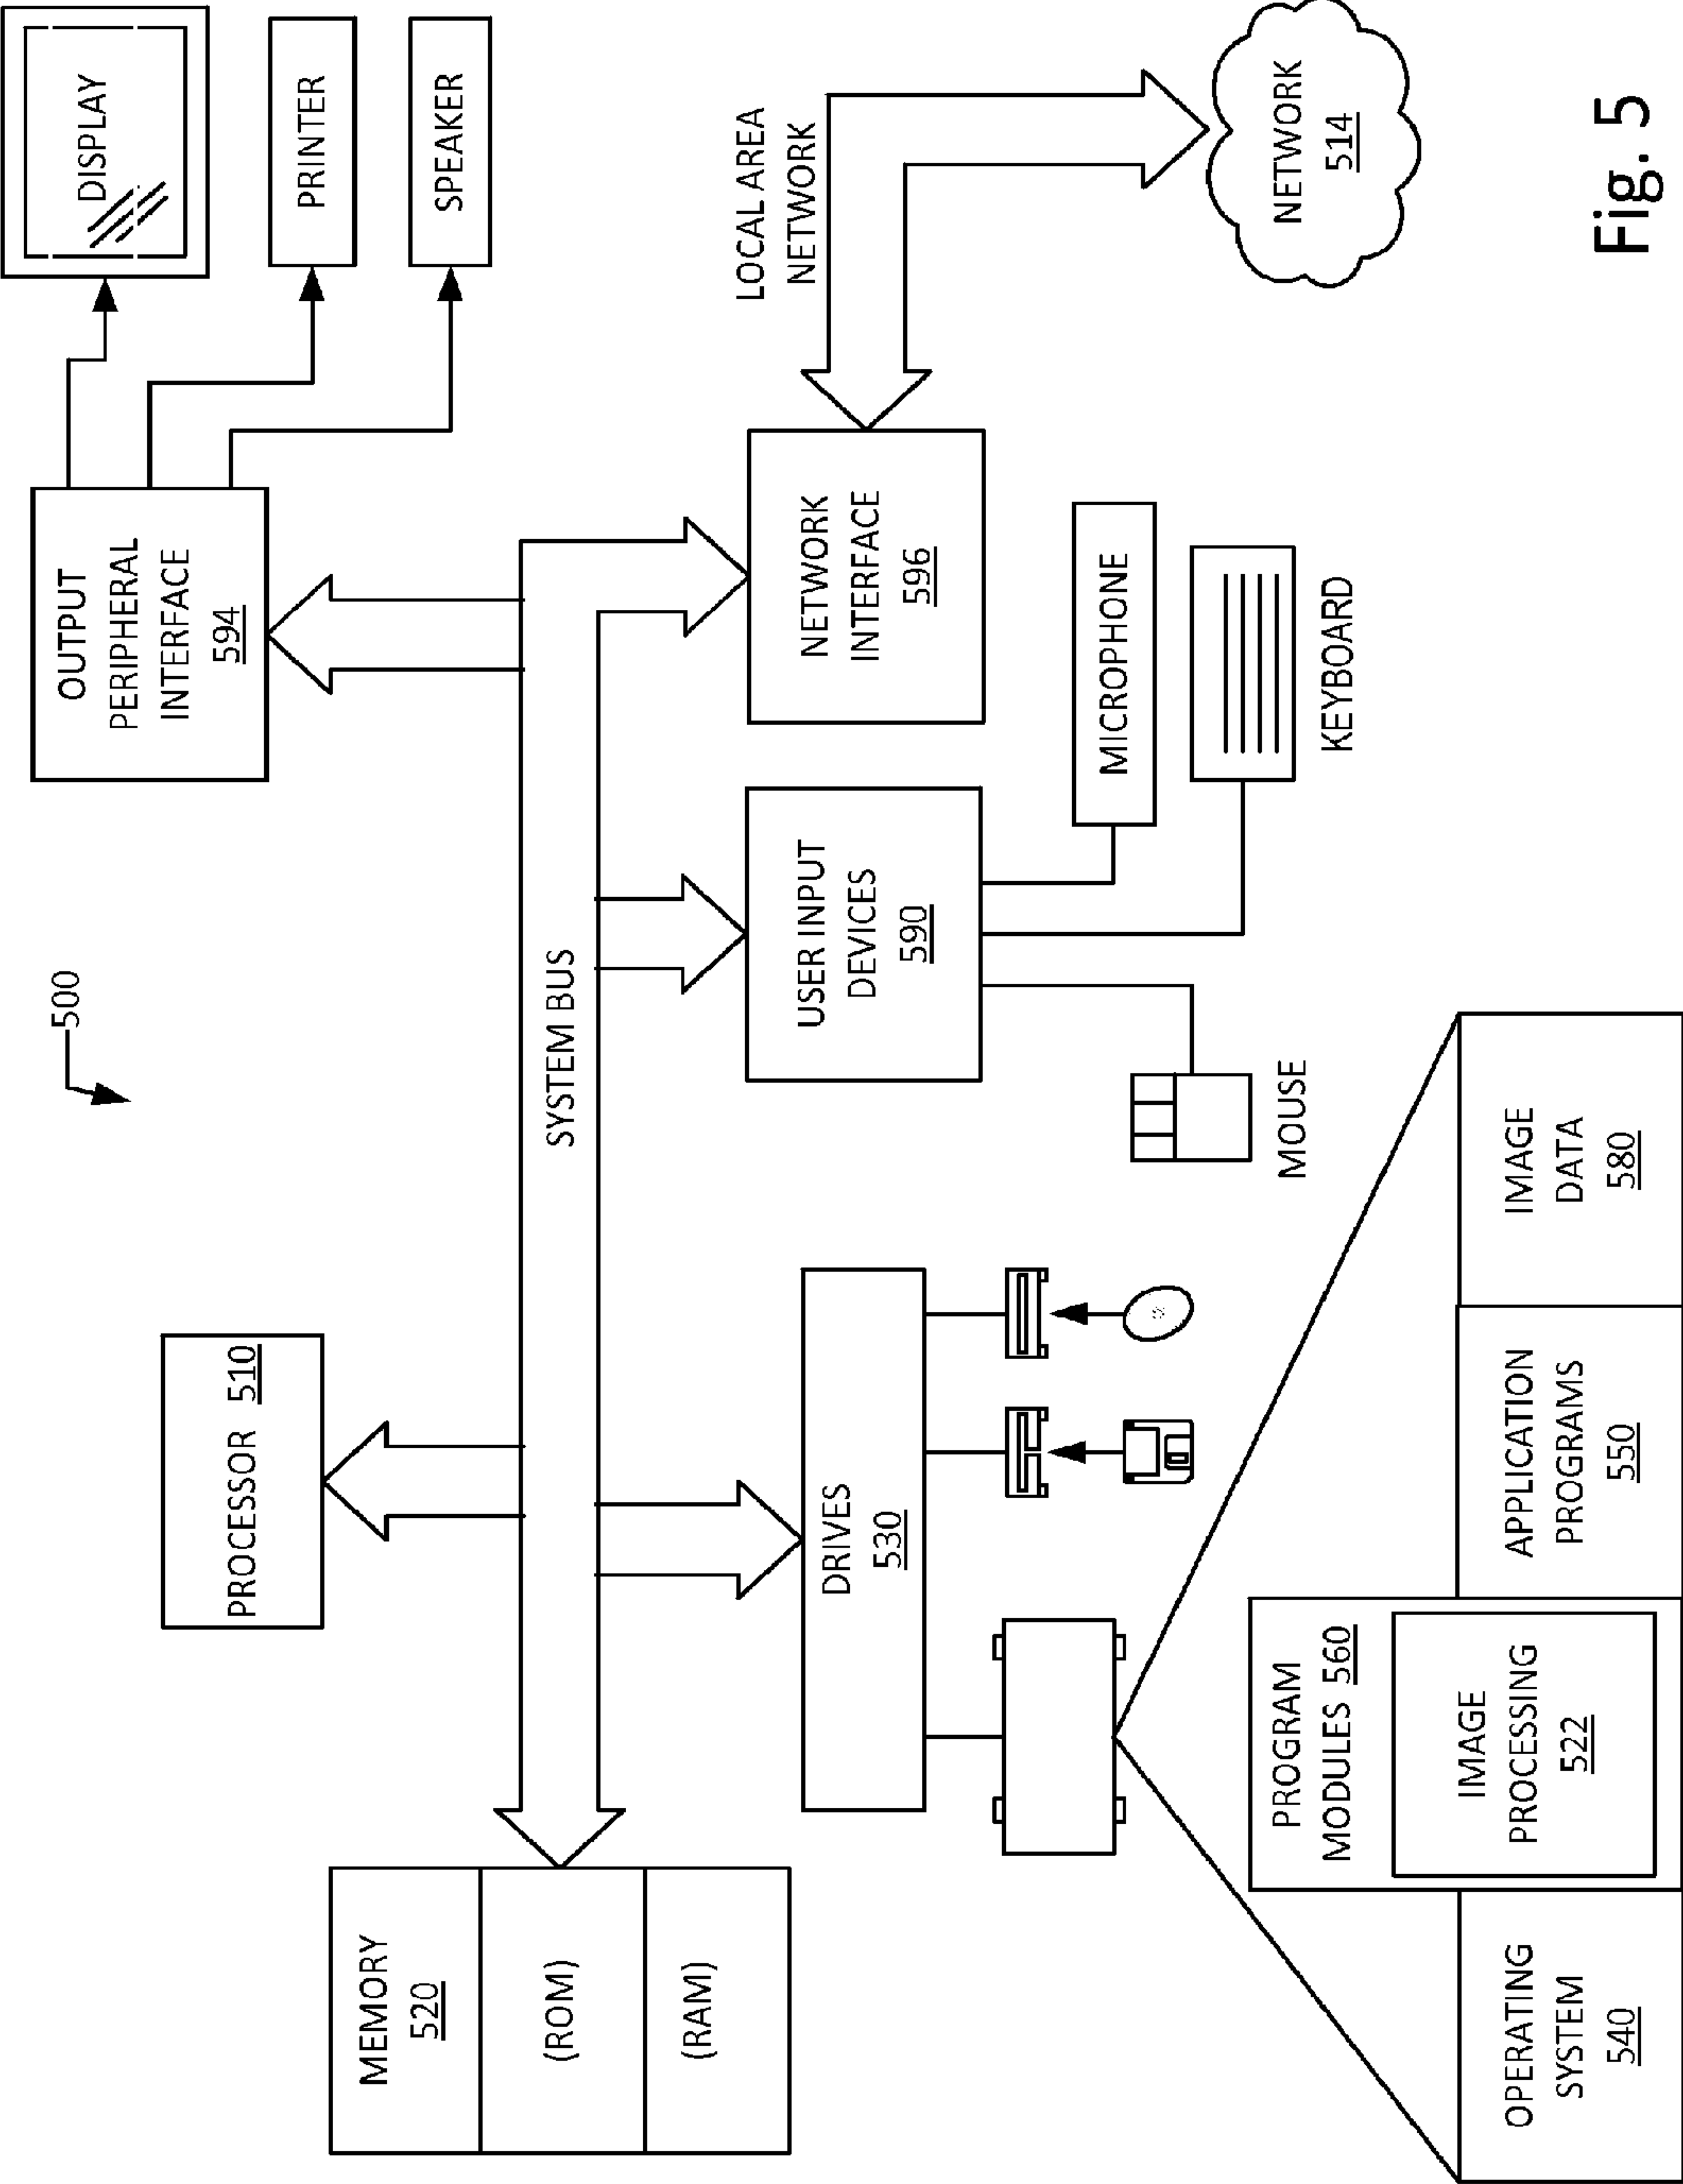 500
PROCESSOR 510
OUTPUT
PERIPHERAL
INTERFACE
594
DISPLAY
PRINTER
SPEAKER
MEMORY
520
(ROM)
(RAM)
SYSTEM BUS
DRIVES
530
USER INPUT
DEVICES
590
NETWORK
INTERFACE
596
LOCAL AREA
NETWORK
MOUSE
MICROPHONE
KEYBOARD
NETWORK
514
OPERATING
SYSTEM
540
PROGRAM
MODULES 560
IMAGE
PROCESSING
522
APPLICATION
PROGRAMS
550
IMAGE
DATA
580
Fig. 5